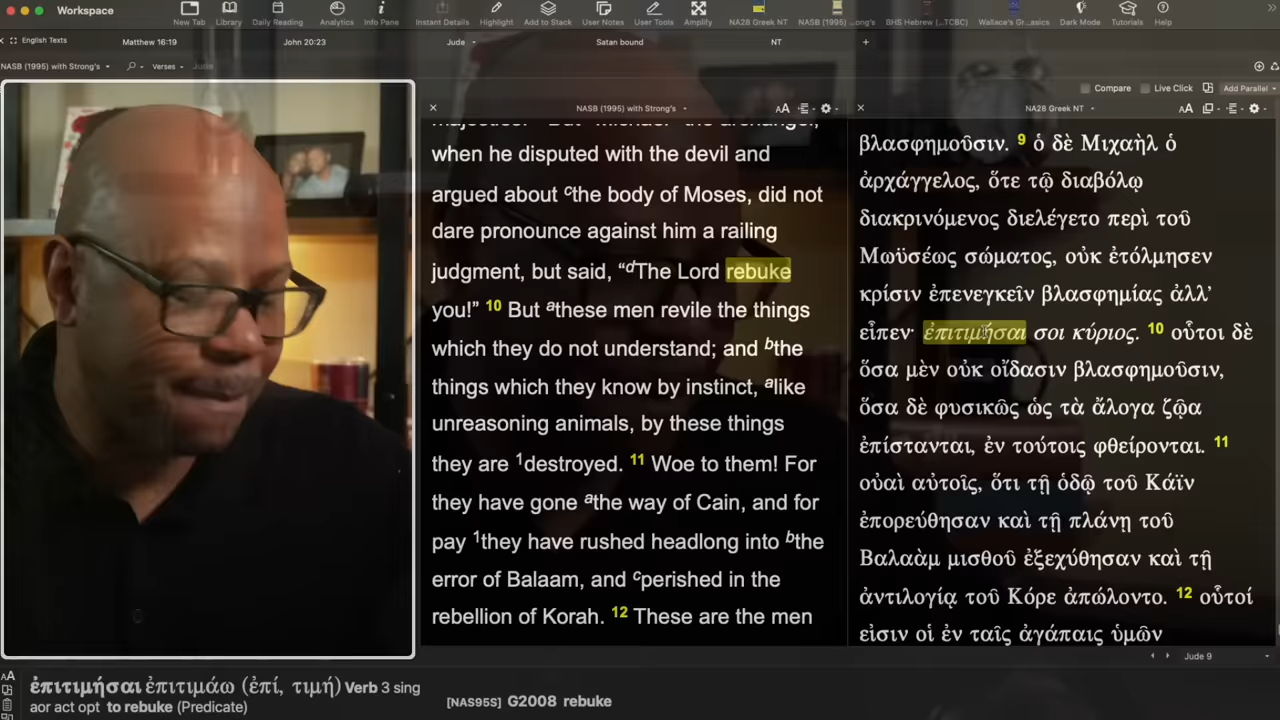 Workspace
New Tab
Library
Daily Reading
Analytics
Info Pane
Instant Details
Highlight
Add to Stack
User Notes
User Tools
Amplify
NA28 Greek NT
NASB (1995) ...ong's
BHS Hebrew (...TCBC)
Wallace's Gr...asics
Dark Mode
Tutorials
Help
English Texts
Matthew 16:19
John 20:23
Jude
Satan bound
NT
NASB (1995) with Strong's
Verses
Jude
Compare
Live Click
Add Parallel
NASB (1995) with Strong's
when he disputed with the devil and
argued about cthe body of Moses, did not
dare pronounce against him a railing
judgment, but said, “dThe Lord rebuke
you!” 10 But athese men revile the things
which they do not understand; and bthe
things which they know by instinct, alike
unreasoning animals, by these things
they are 1destroyed. 11 Woe to them! For
they have gone athe way of Cain, and for
pay 1they have rushed headlong into bthe
error of Balaam, and cperished in the
rebellion of Korah. 12 These are the men
NA28 Greek NT
βλασφημοῦσιν. 9 ὁ δὲ Μιχαὴλ ὁ
ἀρχάγγελος, ὅτε τῷ διαβόλῳ
διακρινόμενος διελέγετο περὶ τοῦ
Μωϋσέως σώματος, οὐκ ἐτόλμησεν
κρίσιν ἐπενεγκεῖν βλασφημίας ἀλλ’
εἶπεν· ἐπιτιμήσαι σοι κύριος. 10 οὗτοι δὲ
ὅσα μὲν οὐκ οἴδασιν βλασφημοῦσιν,
ὅσα δὲ φυσικῶς ὡς τὰ ἄλογα ζῷα
ἐπίστανται, ἐν τούτοις φθείρονται. 11
οὐαὶ αὐτοῖς, ὅτι τῇ ὁδῷ τοῦ Κάϊν
ἐπορεύθησαν καὶ τῇ πλάνῃ τοῦ
Βαλαὰμ μισθοῦ ἐξεχύθησαν καὶ τῇ
ἀντιλογίᾳ τοῦ Κόρε ἀπώλοντο. 12 οὗτοί
εἰσιν οἱ ἐν ταῖς ἀγάπαις ὑμῶν
Jude 9
ἐπιτιμήσαι ἐπιτιμάω (ἐπί, τιμή) Verb 3 sing
aor act opt to rebuke (Predicate)
[NAS95S] G2008 rebuke